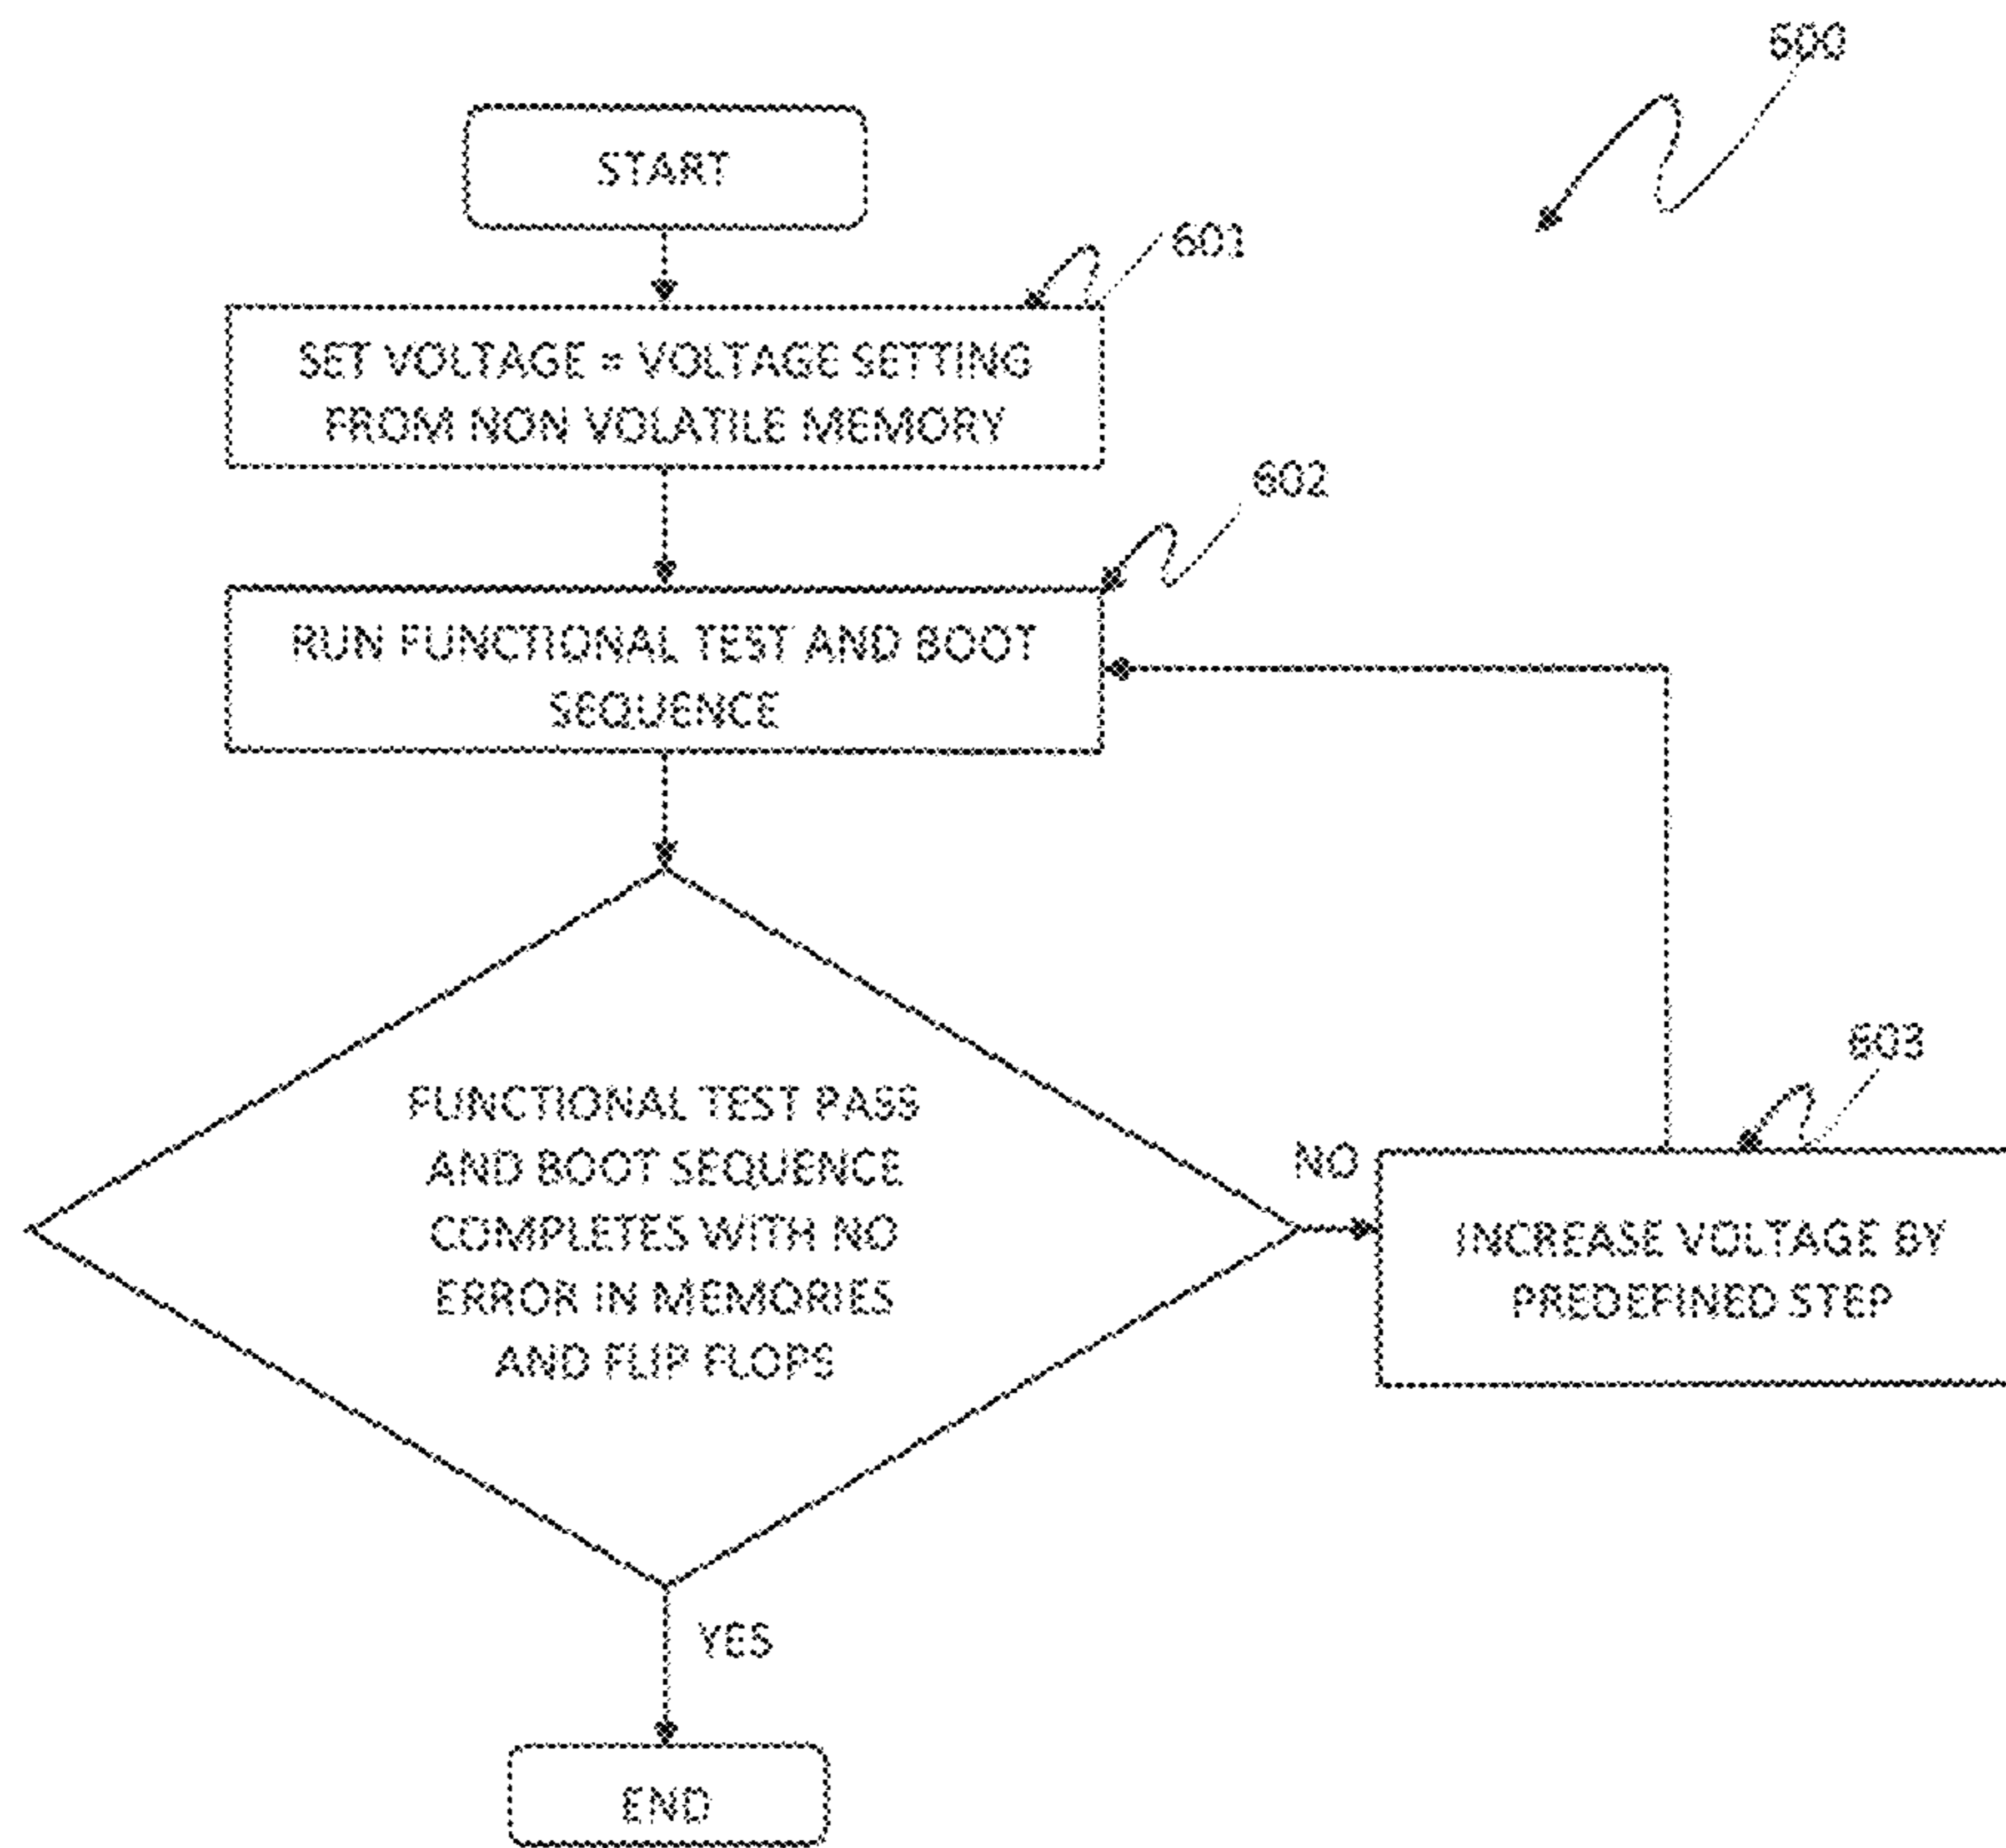 600
START
601
SET VOLTAGE = VOLTAGE SETTING
FROM NON VOLATILE MEMORY
602
RUN FUNCTIONAL TEST AND BOOT
SEQUENCE
FUNCTIONAL TEST PASS
AND BOOT SEQUENCE
COMPLETES WITH NO
ERROR IN MEMORIES
AND FLIP FLOPS
NO
603
INCREASE VOLTAGE BY
PREDEFINED STEP
YES
END